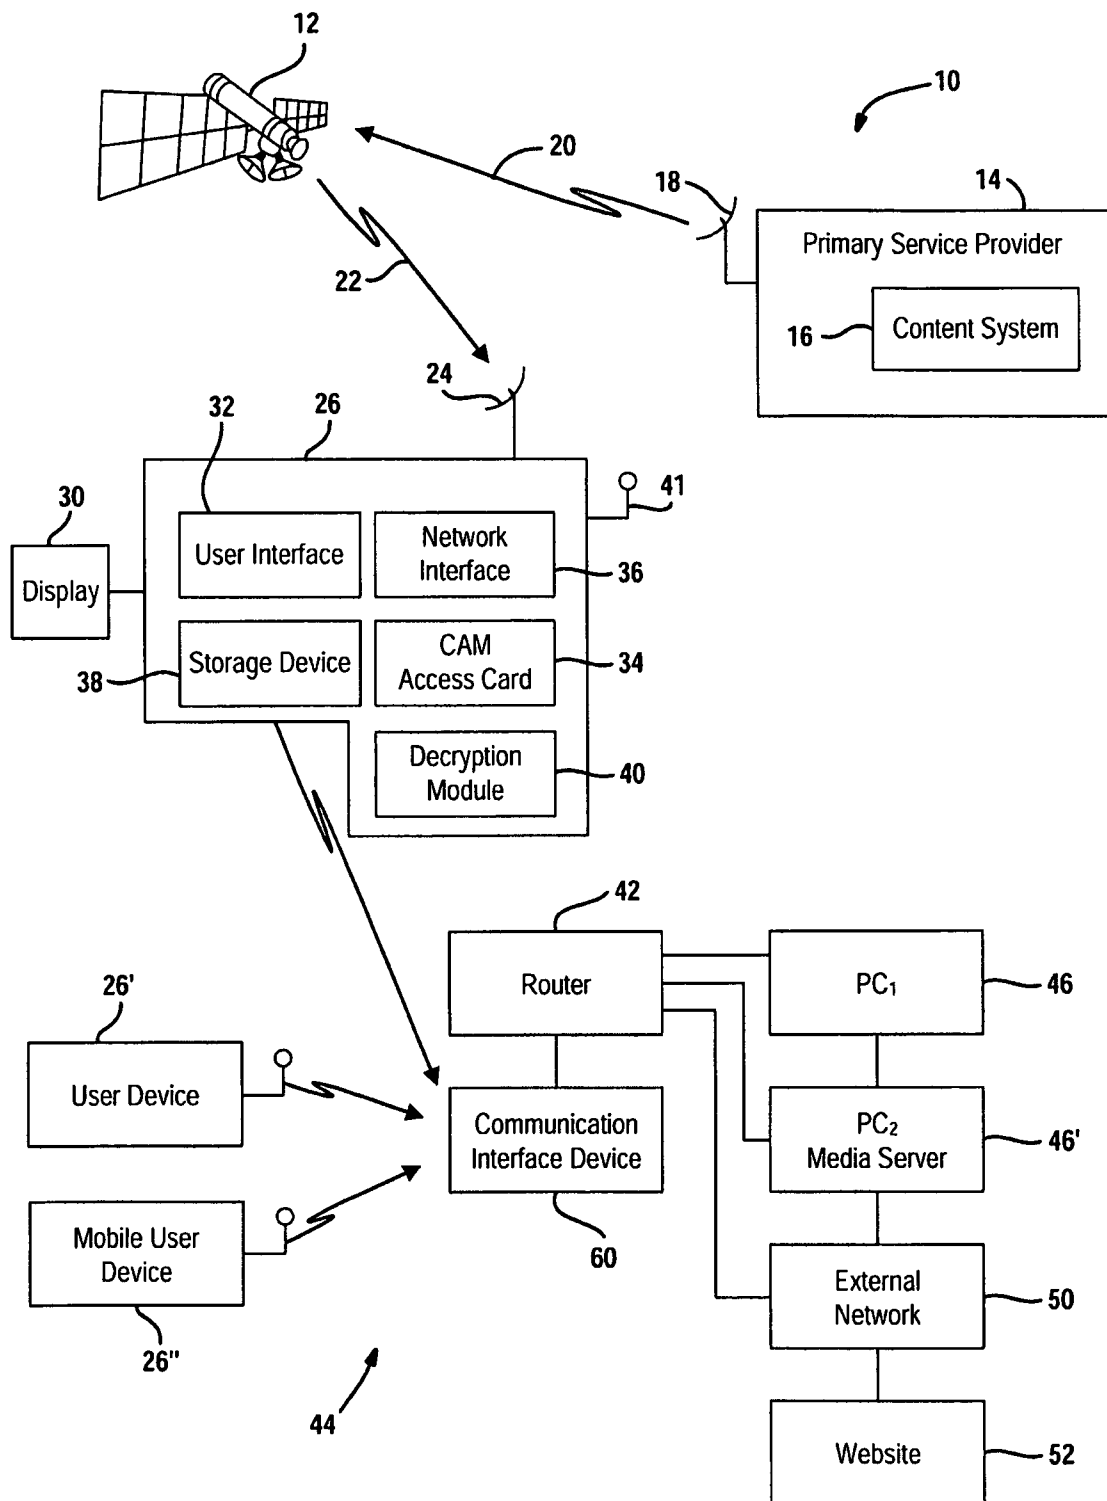 12
10
20
18
14
Primary Service Provider
16
Content System
22
24
32
26
41
30
User Interface
Network
Interface
36
Display
Storage Device
38
CAM
Access Card
34
Decryption
Module
40
42
Router
PC₁
46
26'
User Device
Communication
Interface Device
60
PC₂
Media Server
46'
Mobile User
Device
26"
External
Network
50
44
Website
52